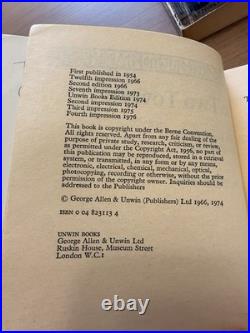 First published in 1954
Twelfth impression 1966
Second edition 1966
Seventh impression 1973
Unwin Books Edition 1974
Second impression 1974
Third impression 1975
Fourth impression 1976
This book is copyright under the Berne Convention.
All rights reserved. Apart from any fair dealing of the
purpose of private study, research, criticism, or review,
as permitted under the Copyright Act, 1956, no part of
this publication may be reproduced, stored in a retrieval
system, or transmitted, in any form or by any means,
electronic, electrical, chemical, mechanical, optical,
photocopying, recording or otherwise, without the prior
permission of the copyright owner. Inquiries should be
addressed to the Publishers
© George Allen & Unwin (Publishers) Ltd 1966, 1974
ISBN 0 04 823113 4
UNWIN BOOKS
George Allen & Unwin Ltd
Ruskin House, Museum Street
London W.C.1